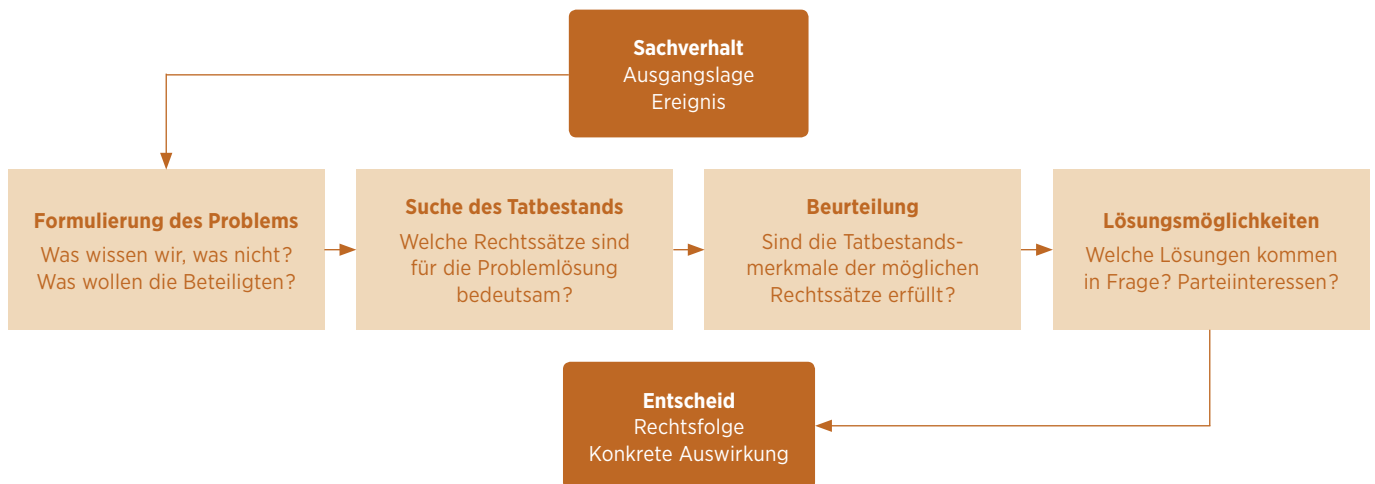 Sachverhalt
Ausgangslage
Ereignis
Formulierung des Problems
Was wissen wir, was nicht?
Was wollen die Beteiligten?
Suche des Tatbestands
Welche Rechtssätze sind
für die Problemlösung
bedeutsam?
Beurteilung
Sind die Tatbestands-
merkmale der möglichen
Rechtssätze erfüllt?
Lösungsmöglichkeiten
Welche Lösungen kommen
in Frage? Parteiinteressen?
Entscheid
Rechtsfolge
Konkrete Auswirkung